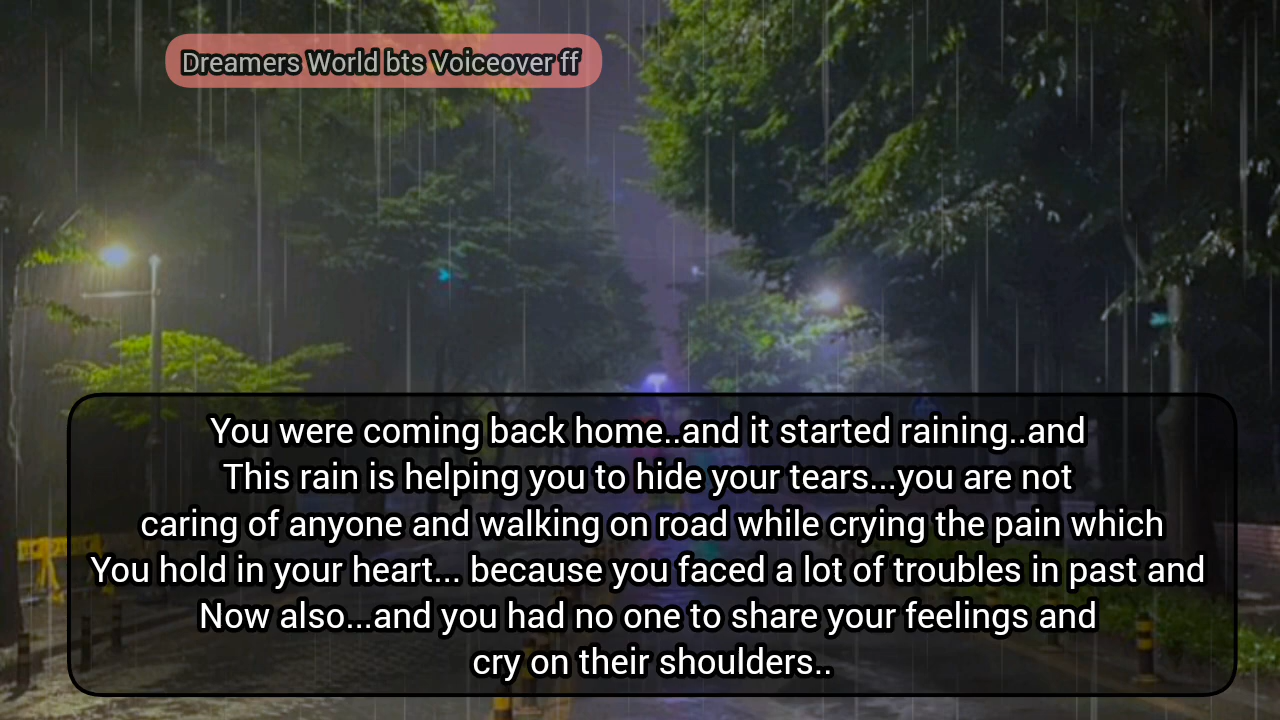 Dreamers World bts Voiceover ff
You were coming back home..and it started raining..and
This rain is helping you to hide your tears...you are not
caring of anyone and walking on road while crying the pain which
You hold in your heart... because you faced a lot of troubles in past and
Now also...and you had no one to share your feelings and
cry on their shoulders..